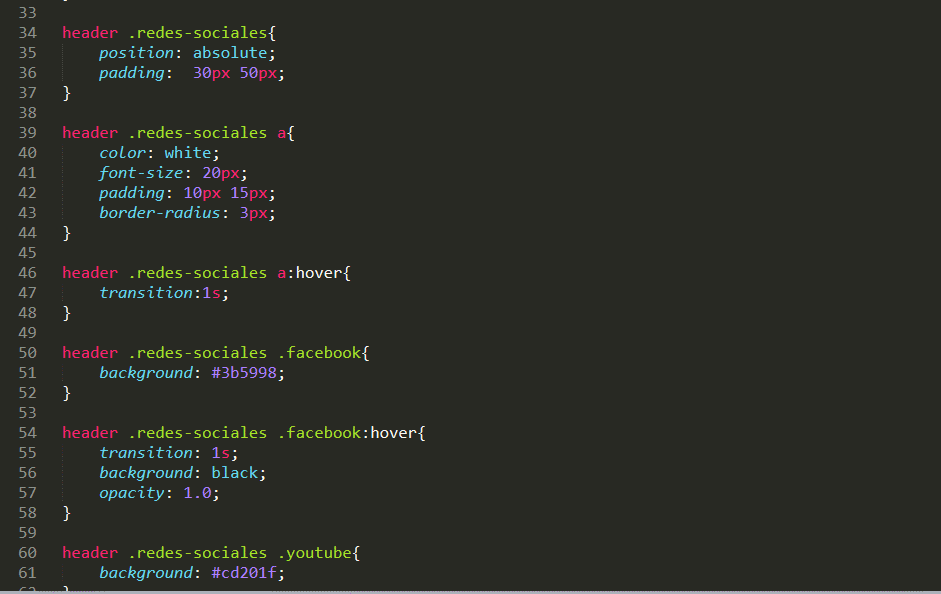 33
34 header .redes-sociales{
35 position: absolute;
36 padding:  30px 50px;
37 }
38
39 header .redes-sociales a{
40 color: white;
41 font-size: 20px;
42 padding: 10px 15px;
43 border-radius: 3px;
44 }
45
46 header .redes-sociales a:hover{
47 transition:1s;
48 }
49
50 header .redes-sociales .facebook{
51 background: #3b5998;
52 }
53
54 header .redes-sociales .facebook:hover{
55 transition: 1s;
56 background: black;
57 opacity: 1.0;
58 }
59
60 header .redes-sociales .youtube{
61 background: #cd201f;
62 }